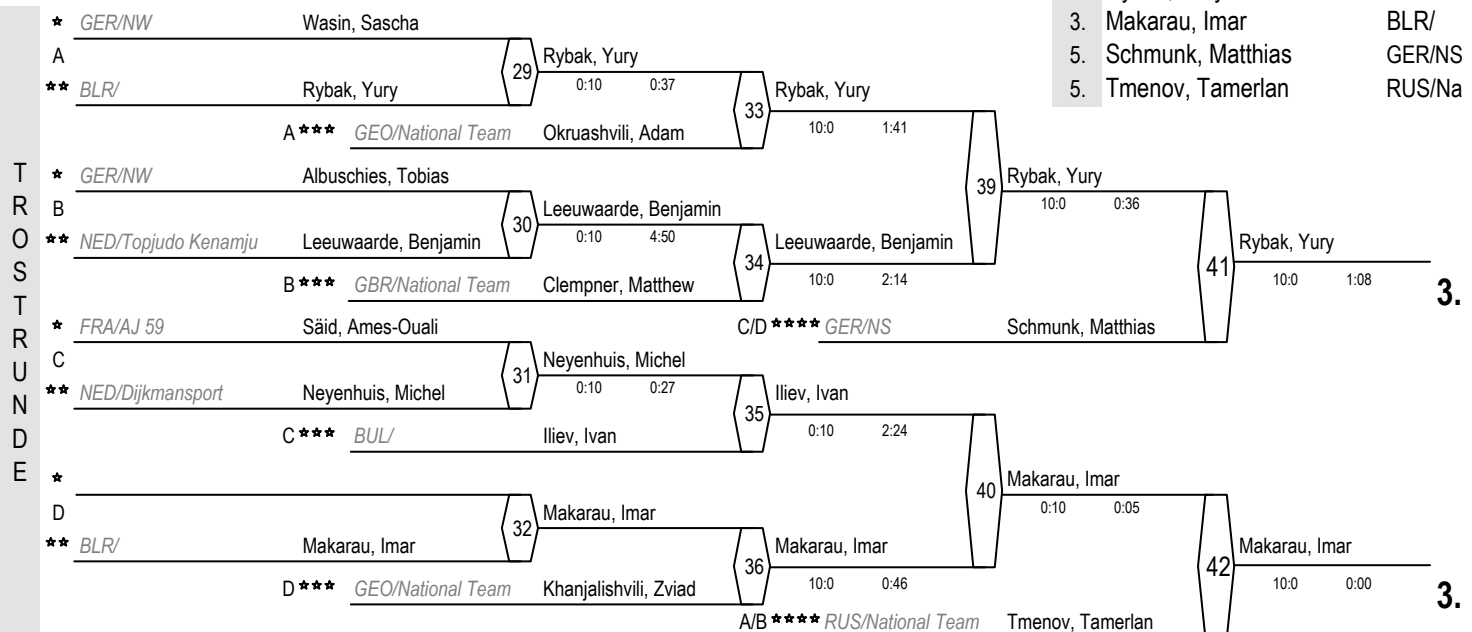 TROSTRUNDE
3. Makarau, Imar BLR/
5. Schmunk, Matthias GER/NS
5. Tmenov, Tamerlan RUS/Na
* GER/NW Wasin, Sascha
A
** BLR/ Rybak, Yury
29 Rybak, Yury
0:10 0:37
A *** GEO/National Team Okruashvili, Adam
33 Rybak, Yury
10:0 1:41
* GER/NW Albuschies, Tobias
B
** NED/Topjudo Kenamju Leeuwaarde, Benjamin
30 Leeuwaarde, Benjamin
0:10 4:50
B *** GBR/National Team Clempner, Matthew
34 Leeuwaarde, Benjamin
10:0 2:14
39 Rybak, Yury
10:0 0:36
C/D **** GER/NS Schmunk, Matthias
41 Rybak, Yury
10:0 1:08
3.
* FRA/AJ 59 Säid, Ames-Ouali
C
** NED/Dijkmansport Neyenhuis, Michel
31 Neyenhuis, Michel
0:10 0:27
C *** BUL/ Iliev, Ivan
35 Iliev, Ivan
0:10 2:24
*
D
** BLR/ Makarau, Imar
32 Makarau, Imar
D *** GEO/National Team Khanjalishvili, Zviad
36 Makarau, Imar
10:0 0:46
40 Makarau, Imar
0:10 0:05
A/B **** RUS/National Team Tmenov, Tamerlan
42 Makarau, Imar
10:0 0:00
3.